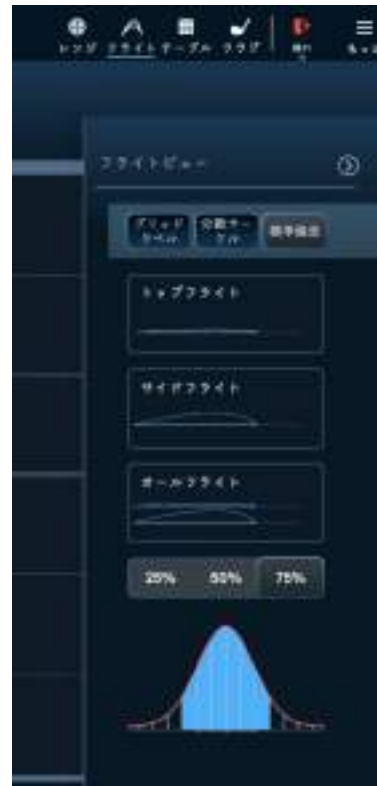 レンジ フライト テーブル クラブ
フライトビュー
グリッド
ラベル
分散サー
クル
標準偏差
トップフライト
サイドフライト
オールフライト
25% 50% 75%